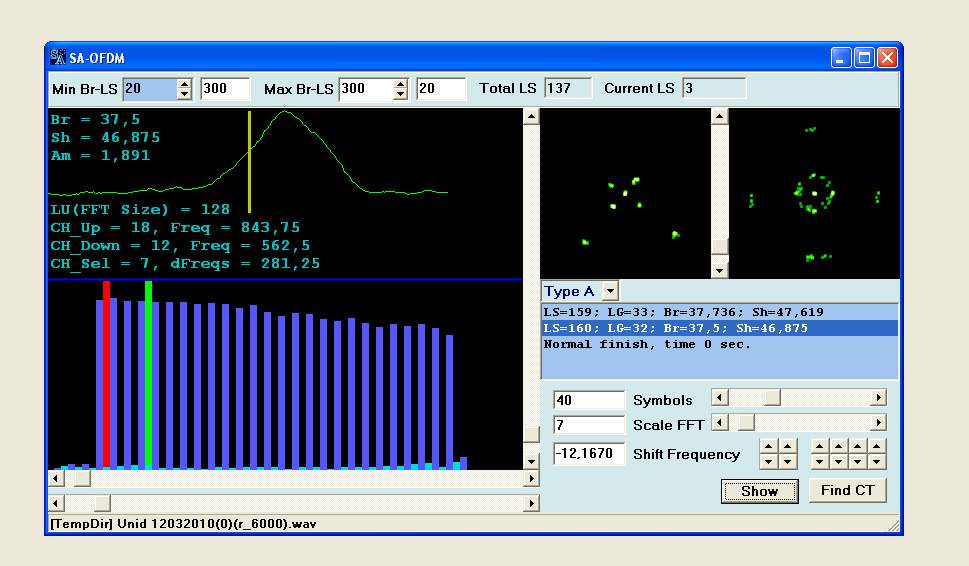 SA-OFDM
Min Br-LS 20 300 Max Br-LS 300 20 Total LS 137 Current LS 3
Br = 37,5
Sh = 46,875
Am = 1,891
LU(FFT Size) = 128
CH_Up = 18, Freq = 843,75
CH_Down = 12, Freq = 562,5
CH_Sel = 7, dFreqs = 281,25
Type A
LS=159; LG=33; Br=37,736; Sh=47,619
LS=160; LG=32; Br=37,5; Sh=46,875
Normal finish, time 0 sec.
40 Symbols
7 Scale FFT
-12,1670 Shift Frequency
Show Find CT
[TempDir] Unid 12032010(0)(r_6000).wav